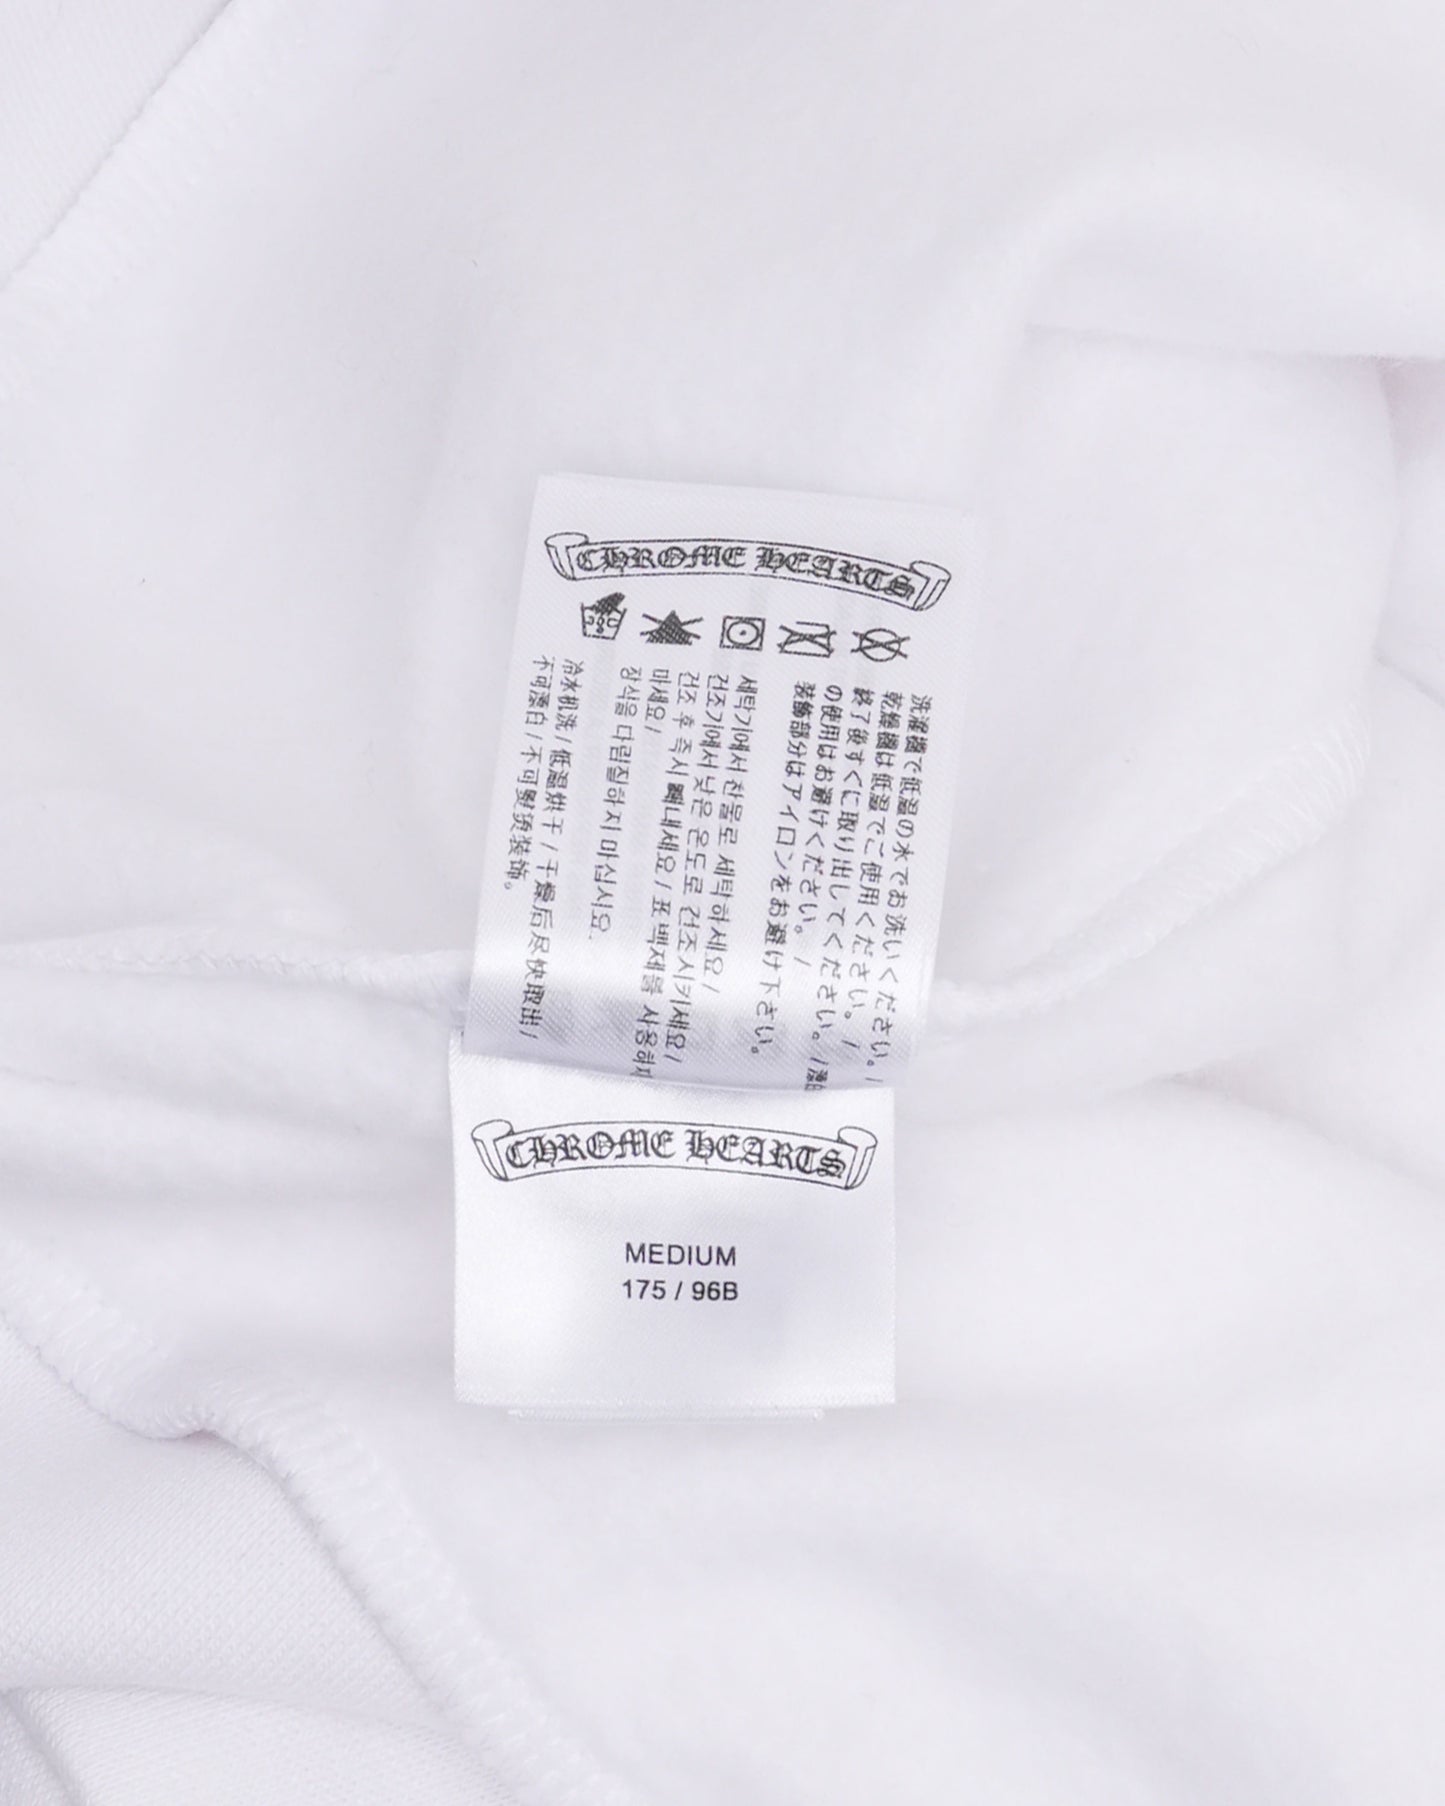 CHROME HEARTS
洗濯機で低温の水でお洗いください。/
乾燥機は低温でご使用ください。/
終了後すぐに取り出してください。/漂白
の使用はお避けください。/
装飾部分はアイロンをお避け下さい。
세탁기에서 찬물로 세탁하세요/
건조기에서 낮은 온도로 건조시키세요/
건조 후 즉시 빼내세요/표백제를 사용하지
마세요/
장식을 다림질하지 마십시요.
冷水机洗/低温烘干/干燥后尽快取出/
不可漂白/不可熨烫装饰。
CHROME HEARTS
MEDIUM
175 / 96B